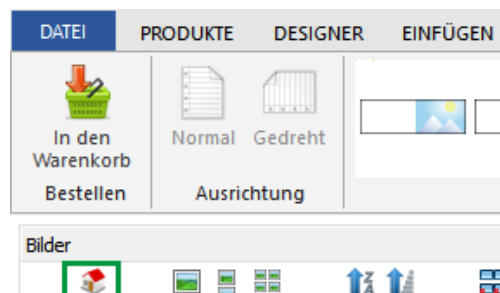 DATEI PRODUKTE DESIGNER EINFÜGEN
In den
Warenkorb
Normal Gedreht
Bestellen Ausrichtung
Bilder